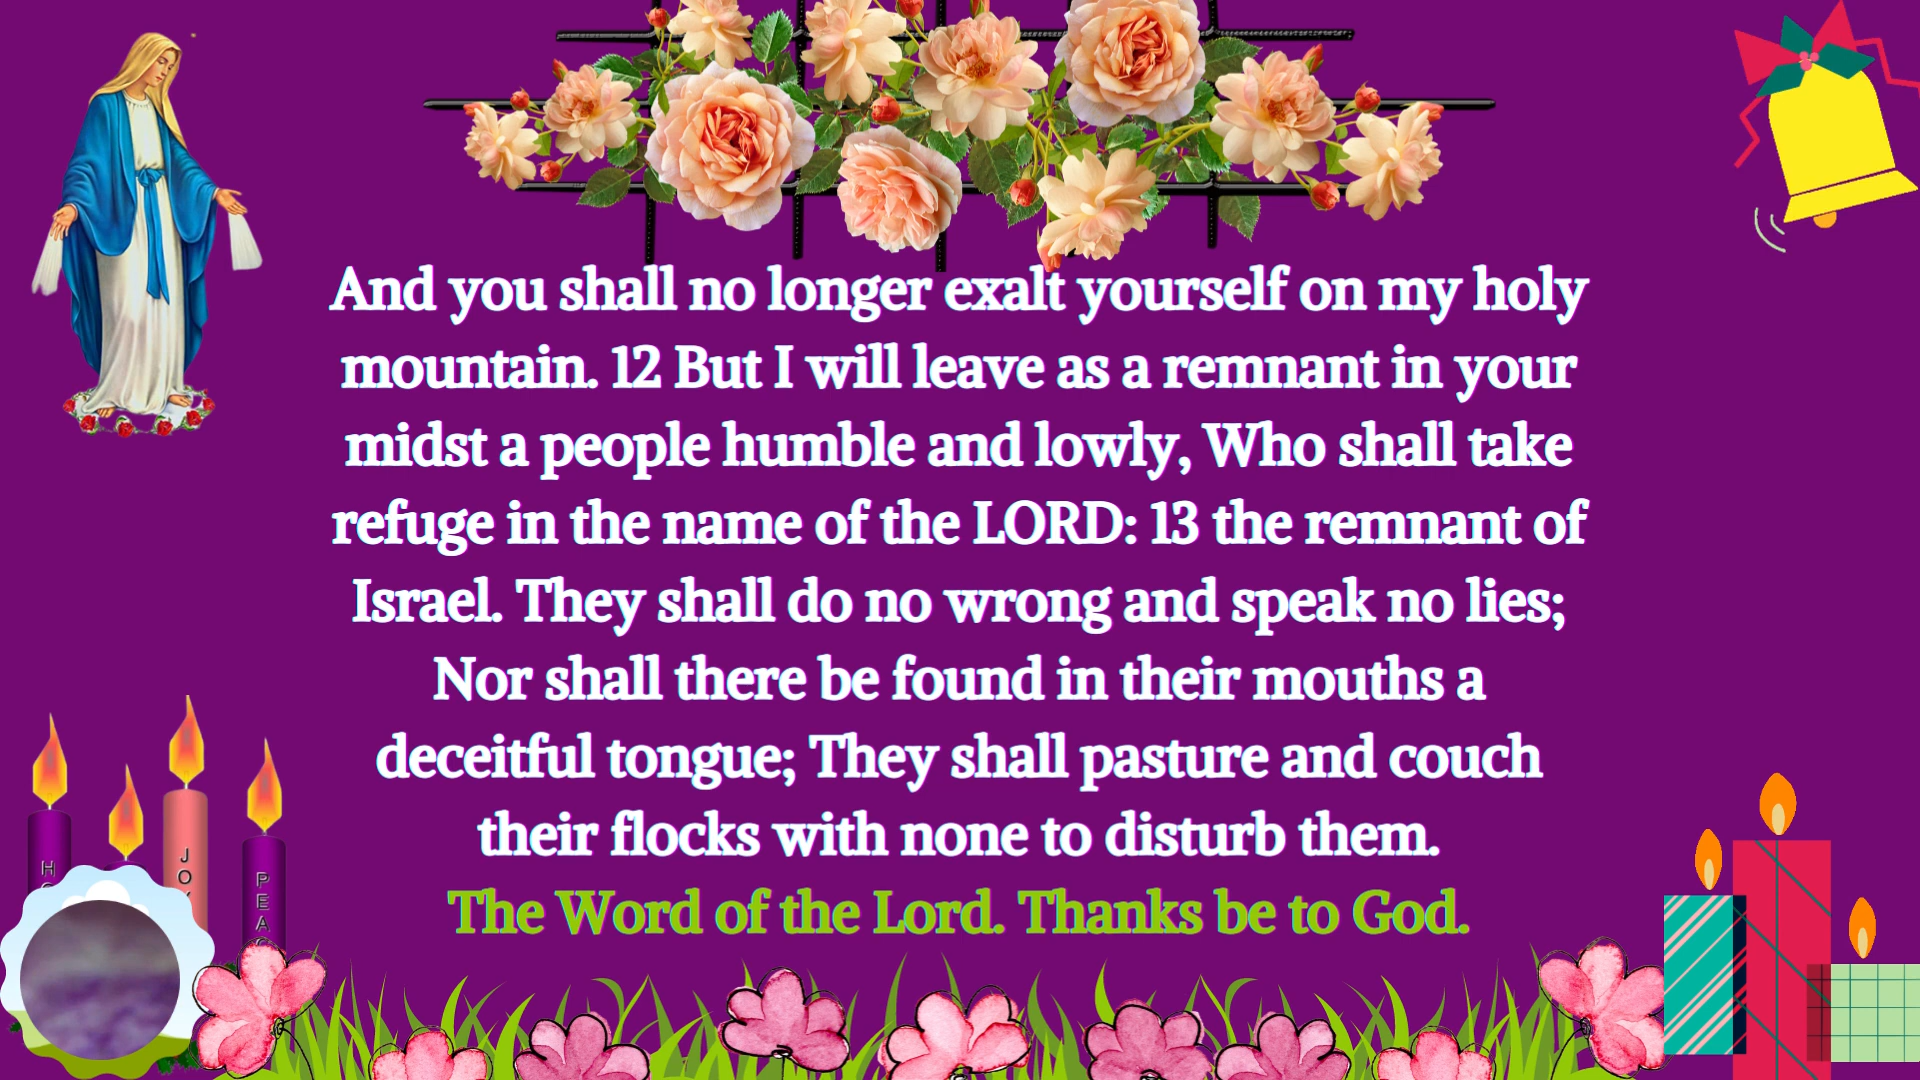 And you shall no longer exalt yourself on my holy
mountain. 12 But I will leave as a remnant in your
midst a people humble and lowly, Who shall take
refuge in the name of the LORD: 13 the remnant of
Israel. They shall do no wrong and speak no lies;
Nor shall there be found in their mouths a
deceitful tongue; They shall pasture and couch
their flocks with none to disturb them.
The Word of the Lord. Thanks be to God.
JOY